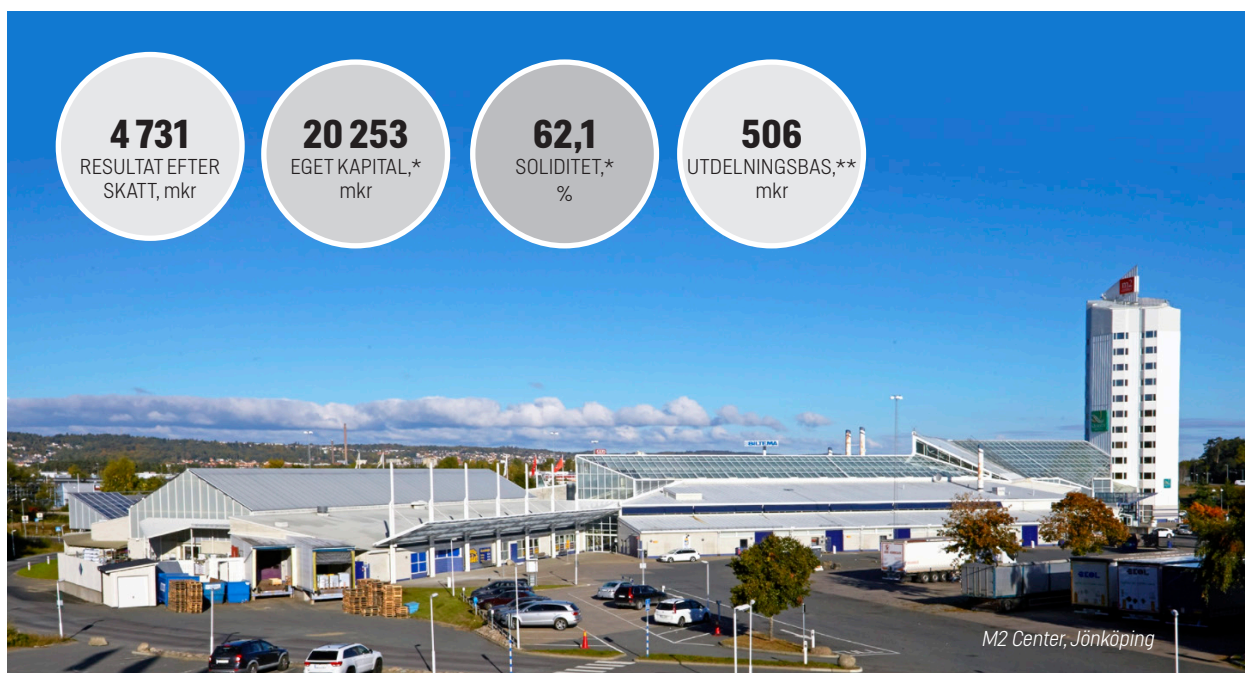 4 731
RESULTAT EFTER
SKATT, mkr
20 253
EGET KAPITAL,*
mkr
62,1
SOLIDITET,*
%
506
UTDELNINGSBAS,**
mkr
BILTEMA
M2 Center, Jönköping